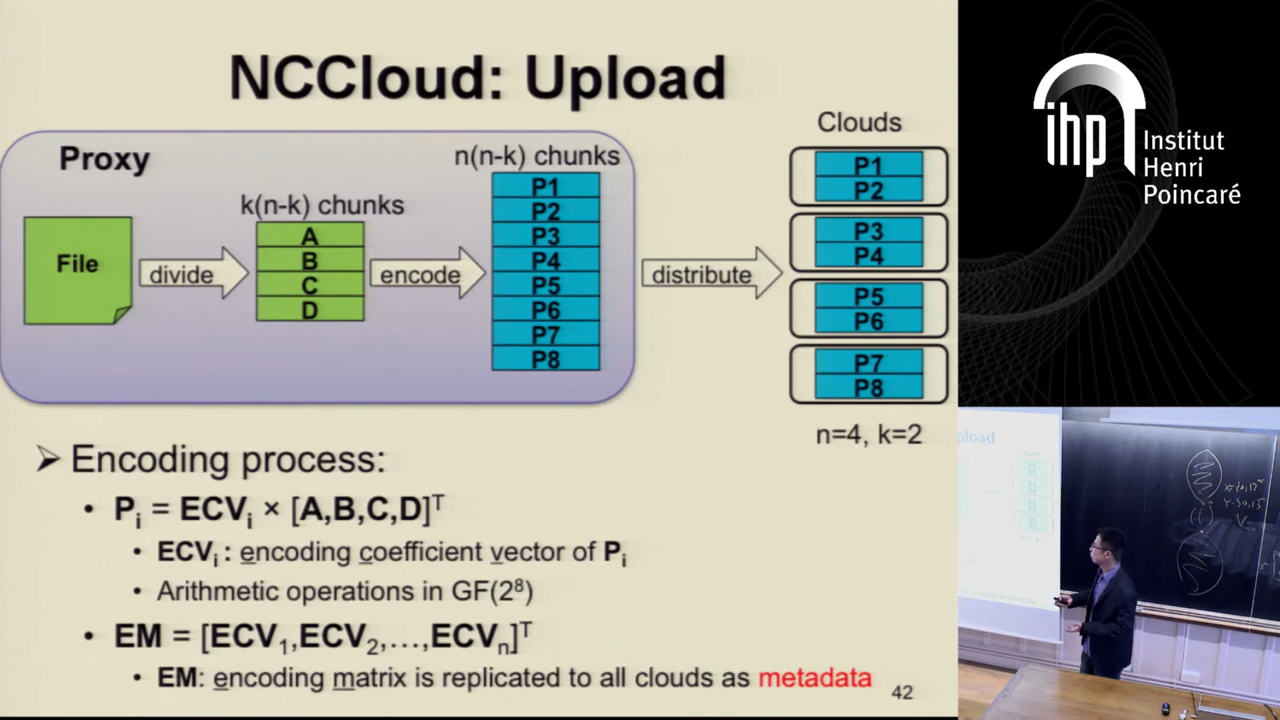 NCCloud: Upload
Proxy
File
divide
k(n-k) chunks
A
B
C
D
encode
n(n-k) chunks
P1
P2
P3
P4
P5
P6
P7
P8
distribute
Clouds
P1
P2
P3
P4
P5
P6
P7
P8
n=4, k=2
➢ Encoding process:
• Pᵢ = ECVᵢ × [A,B,C,D]ᵀ
• ECVᵢ : encoding coefficient vector of Pᵢ
• Arithmetic operations in GF(2⁸)
• EM = [ECV₁,ECV₂,…,ECVₙ]ᵀ
• EM: encoding matrix is replicated to all clouds as metadata
42
ihp
Institut
Henri
Poincaré
pload